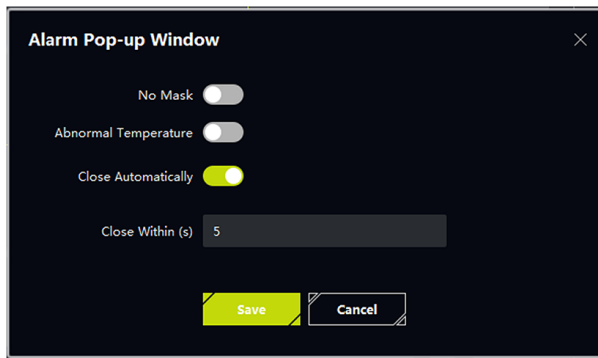 Alarm Pop-up Window
No Mask
Abnormal Temperature
Close Automatically
Close Within (s) 5
Save Cancel